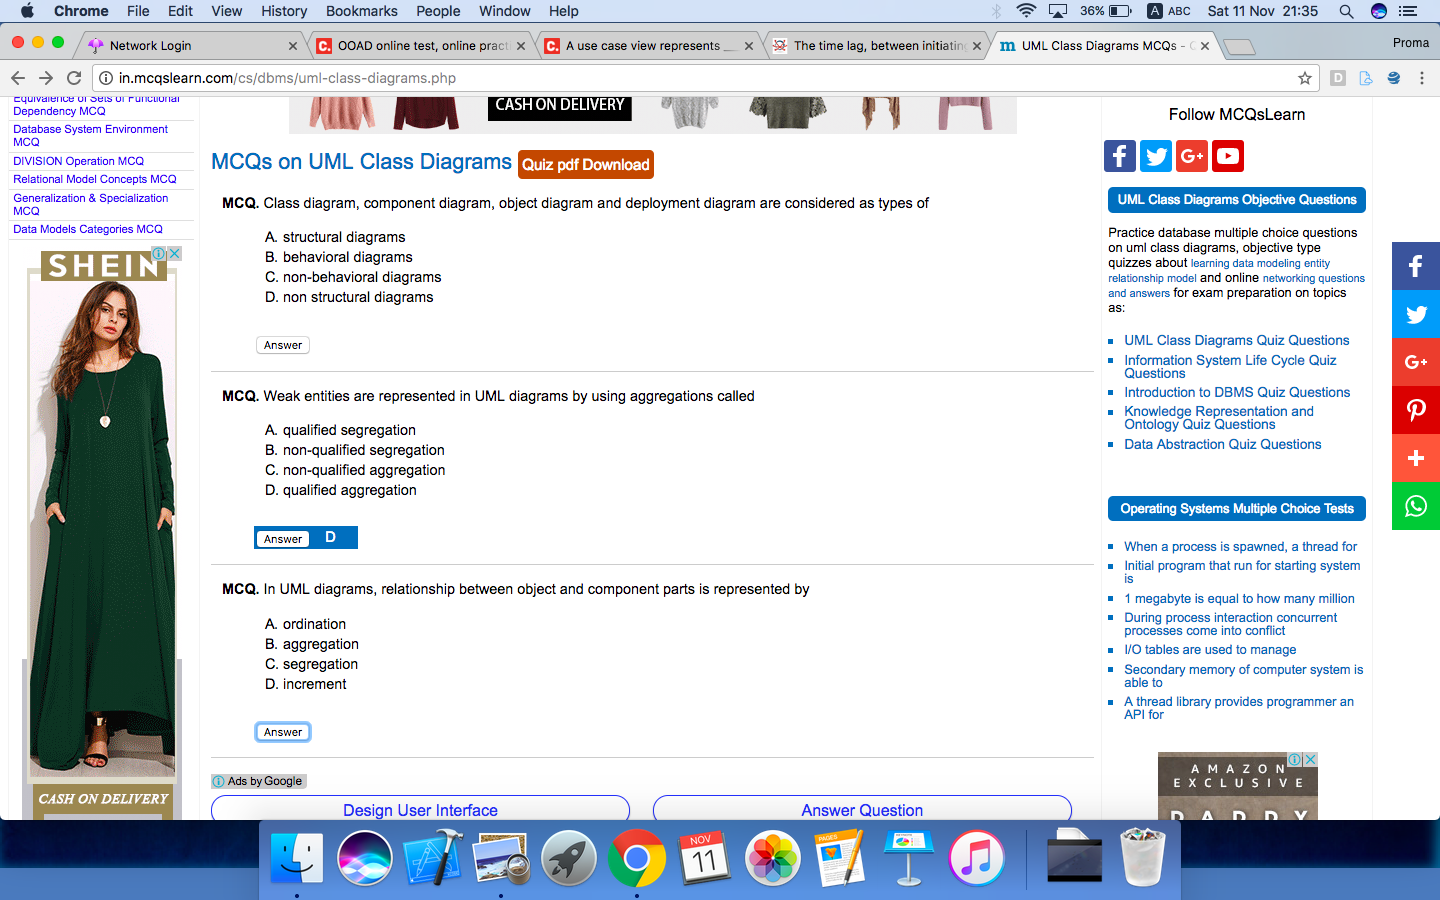 Chrome File Edit View History Bookmarks People Window Help 36% A ABC Sat 11 Nov 21:35
Network Login
OOAD online test, online practi
A use case view represents __
The time lag, between initiating
UML Class Diagrams MCQs - C
Proma
in.mcqslearn.com/cs/dbms/uml-class-diagrams.php
Equivalence of Sets of Functional
Dependency MCQ
Database System Environment
MCQ
DIVISION Operation MCQ
Relational Model Concepts MCQ
Generalization & Specialization
MCQ
Data Models Categories MCQ
SHEIN
CASH ON DELIVERY
CASH ON DELIVERY
MCQs on UML Class Diagrams Quiz pdf Download
MCQ. Class diagram, component diagram, object diagram and deployment diagram are considered as types of
A. structural diagrams
B. behavioral diagrams
C. non-behavioral diagrams
D. non structural diagrams
Answer
MCQ. Weak entities are represented in UML diagrams by using aggregations called
A. qualified segregation
B. non-qualified segregation
C. non-qualified aggregation
D. qualified aggregation
Answer D
MCQ. In UML diagrams, relationship between object and component parts is represented by
A. ordination
B. aggregation
C. segregation
D. increment
Answer
Ads by Google
Design User Interface
Answer Question
Follow MCQsLearn
UML Class Diagrams Objective Questions
Practice database multiple choice questions
on uml class diagrams, objective type
quizzes about learning data modeling entity
relationship model and online networking questions
and answers for exam preparation on topics
as:
UML Class Diagrams Quiz Questions
Information System Life Cycle Quiz
Questions
Introduction to DBMS Quiz Questions
Knowledge Representation and
Ontology Quiz Questions
Data Abstraction Quiz Questions
Operating Systems Multiple Choice Tests
When a process is spawned, a thread for
Initial program that run for starting system
is
1 megabyte is equal to how many million
During process interaction concurrent
processes come into conflict
I/O tables are used to manage
Secondary memory of computer system is
able to
A thread library provides programmer an
API for
AMAZON
EXCLUSIVE
DADDY
NOV
11
PAGES